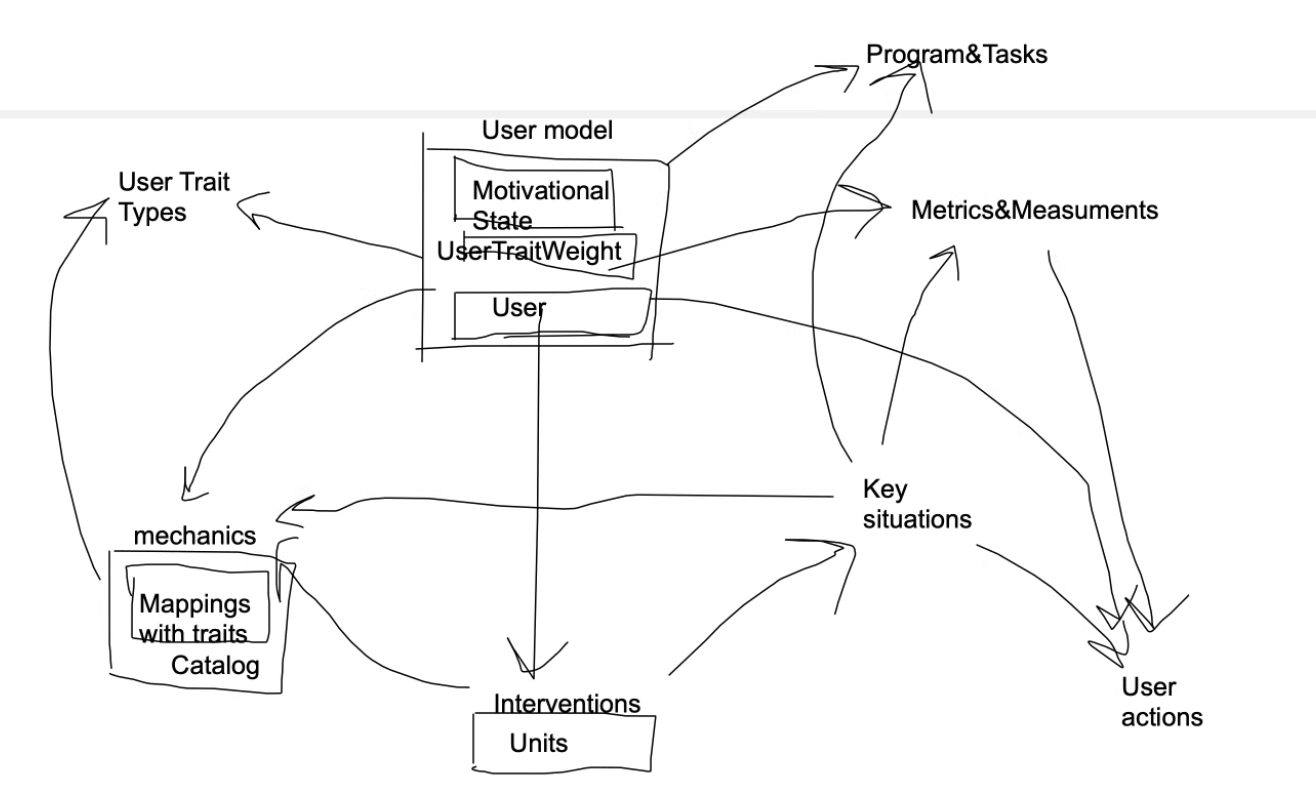 Program&Tasks
User model
User Trait
Types
Motivational
State
Metrics&Measuments
UserTraitWeight
User
Key
situations
mechanics
Mappings
with traits
Catalog
Interventions
Units
User
actions